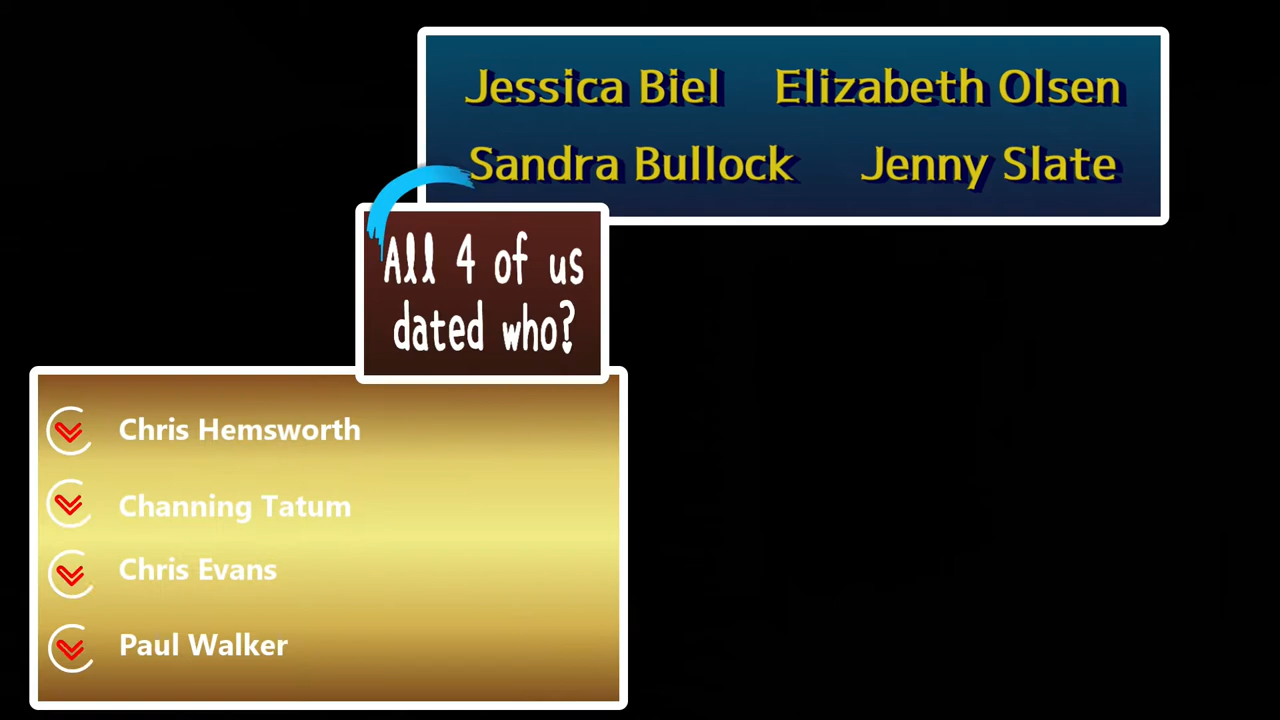 Jessica Biel Elizabeth Olsen
Sandra Bullock Jenny Slate
All 4 of us
dated who?
Chris Hemsworth
Channing Tatum
Chris Evans
Paul Walker